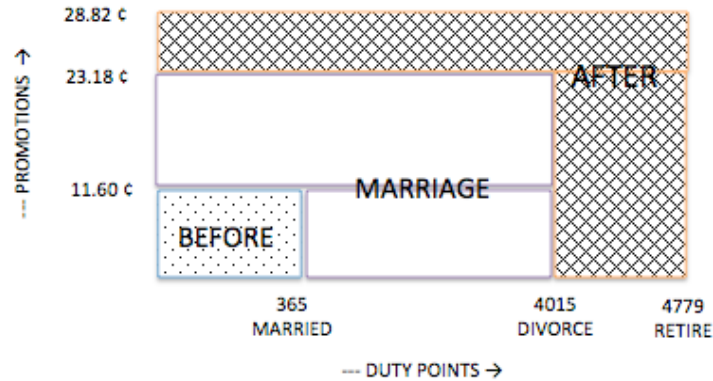 28.82 ¢
23.18 ¢
AFTER
--- PROMOTIONS →
11.60 ¢
MARRIAGE
BEFORE
365
MARRIED
4015
DIVORCE
4779
RETIRE
--- DUTY POINTS →